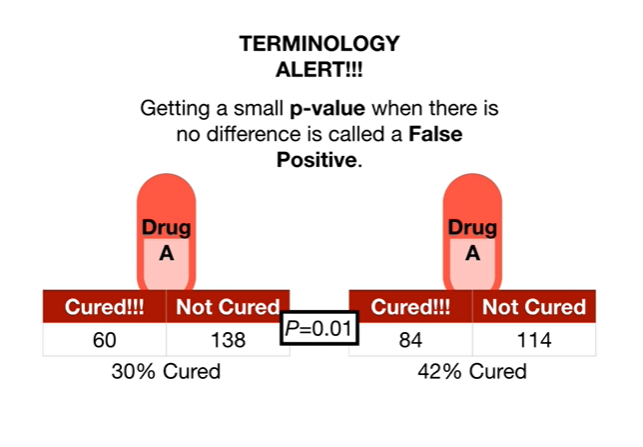 TERMINOLOGY
ALERT!!!
Getting a small p-value when there is
no difference is called a False
Positive.
Drug
A
Drug
A
Cured!!! Not Cured
60 138
30% Cured
P=0.01
Cured!!! Not Cured
84 114
42% Cured